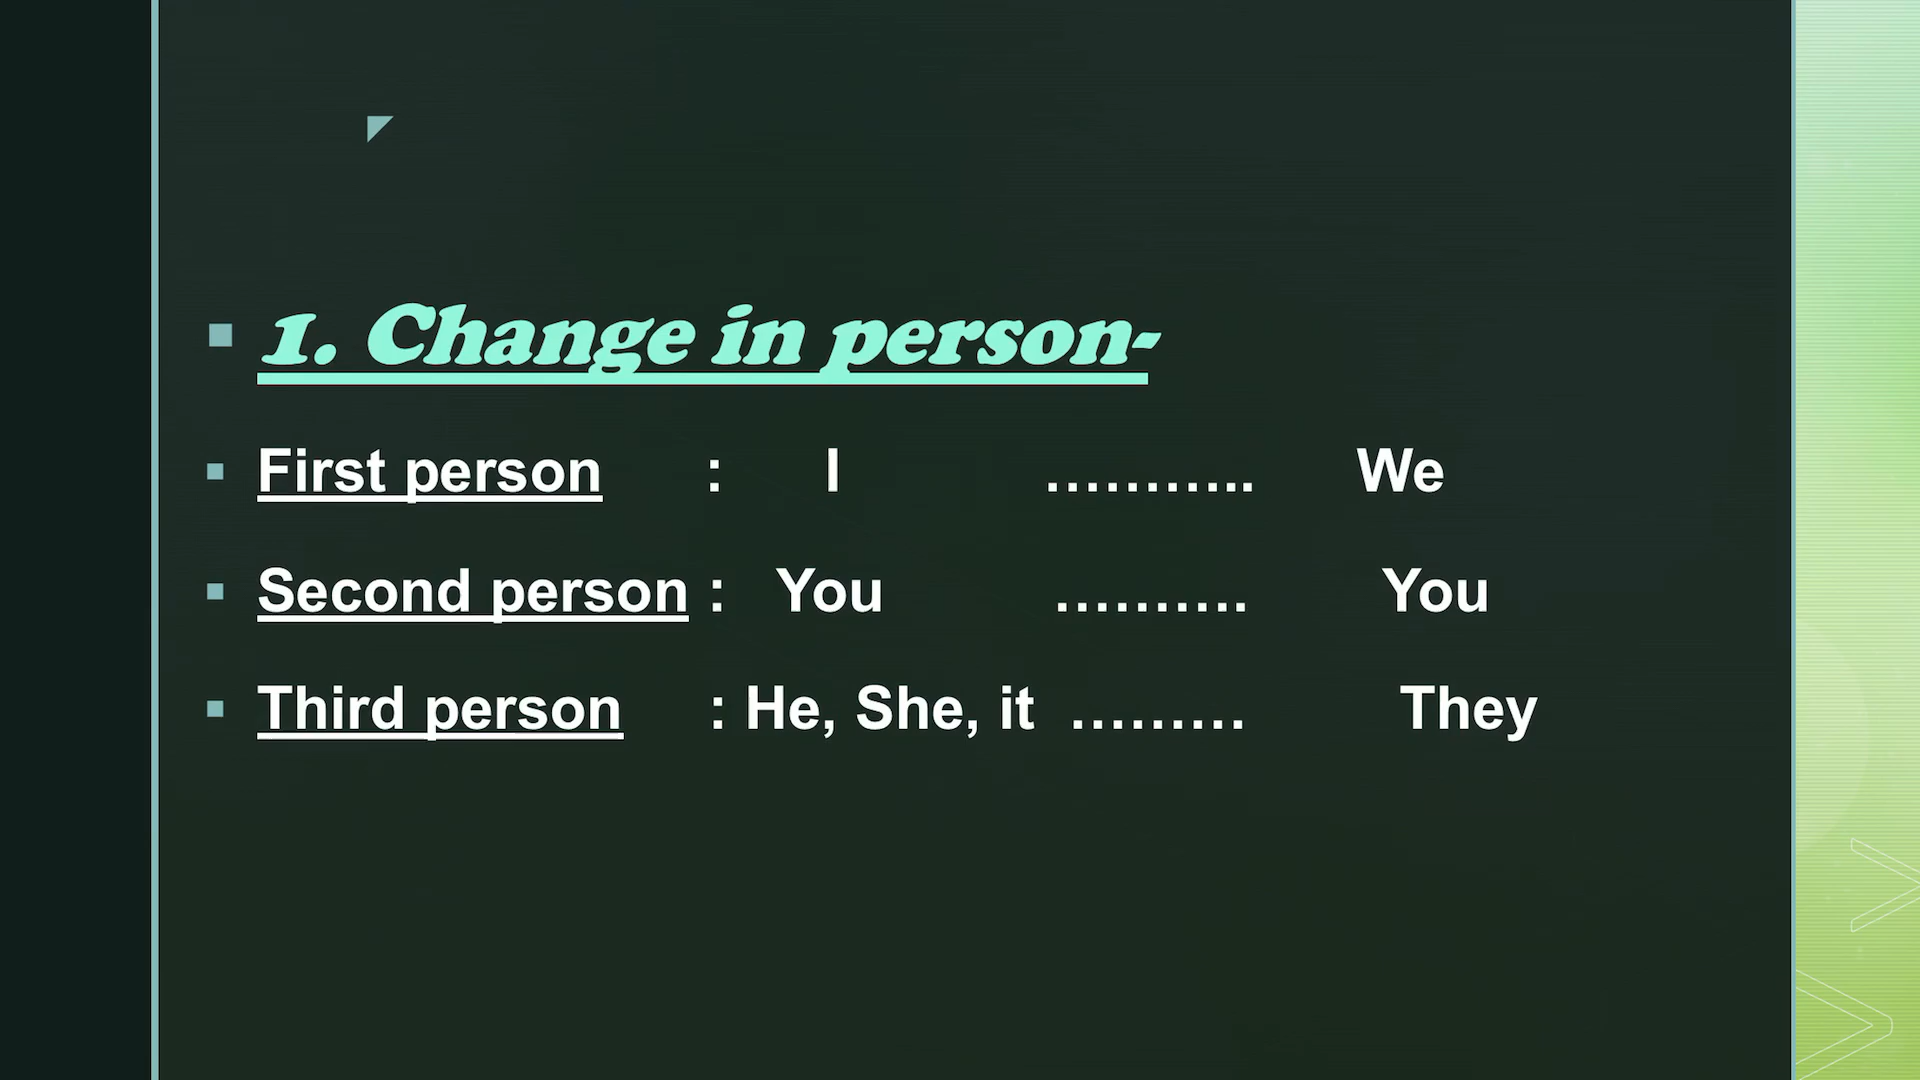 1. Change in person-
First person : I ……….. We
Second person : You ………. You
Third person : He, She, it ……… They